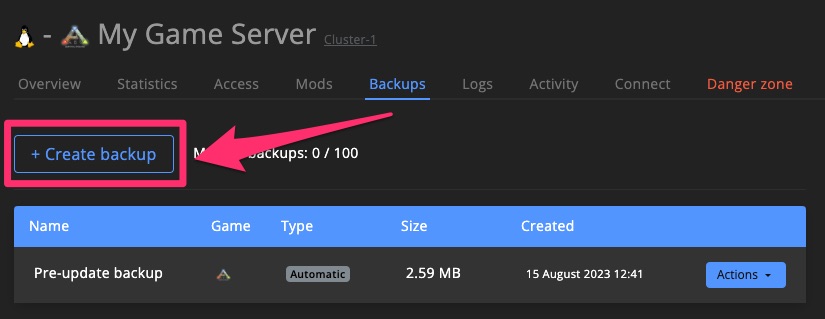 - My Game Server Cluster-1
Overview Statistics Access Mods Backups Logs Activity Connect Danger zone
+ Create backup backups: 0 / 100
Name Game Type Size Created
Pre-update backup Automatic 2.59 MB 15 August 2023 12:41 Actions